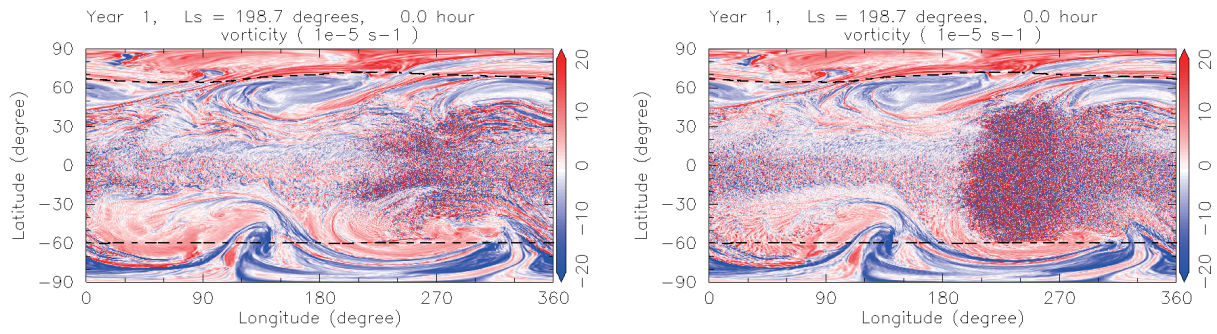 Year 1, Ls = 198.7 degrees, 0.0 hour
vorticity ( 1e-5 s-1 )
90
60
30
0
-30
-60
-90
Latitude (degree)
0 90 180 270 360
Longitude (degree)
20
10
0
-10
-20
Year 1, Ls = 198.7 degrees, 0.0 hour
vorticity ( 1e-5 s-1 )
90
60
30
0
-30
-60
-90
Latitude (degree)
0 90 180 270 360
Longitude (degree)
20
10
0
-10
-20